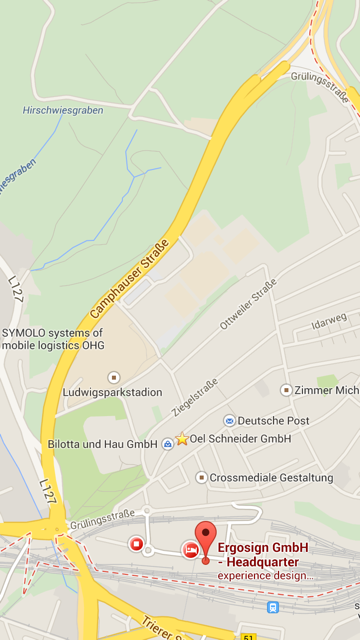 Grülingsstraße
Hirschwiesgraben
wiesgraben
Camphauser Straße
L127
Ottweiler Straße
Idarweg
SYMOLO systems of
mobile logistics OHG
Ludwigsparkstadion
Zimmer Mich
Ziegelstraße
Deutsche Post
Bilotta und Hau GmbH
Oel Schneider GmbH
Crossmediale Gestaltung
L127
Grülingsstraße
Ergosign GmbH
- Headquarter
experience design...
Trierer S
51
S